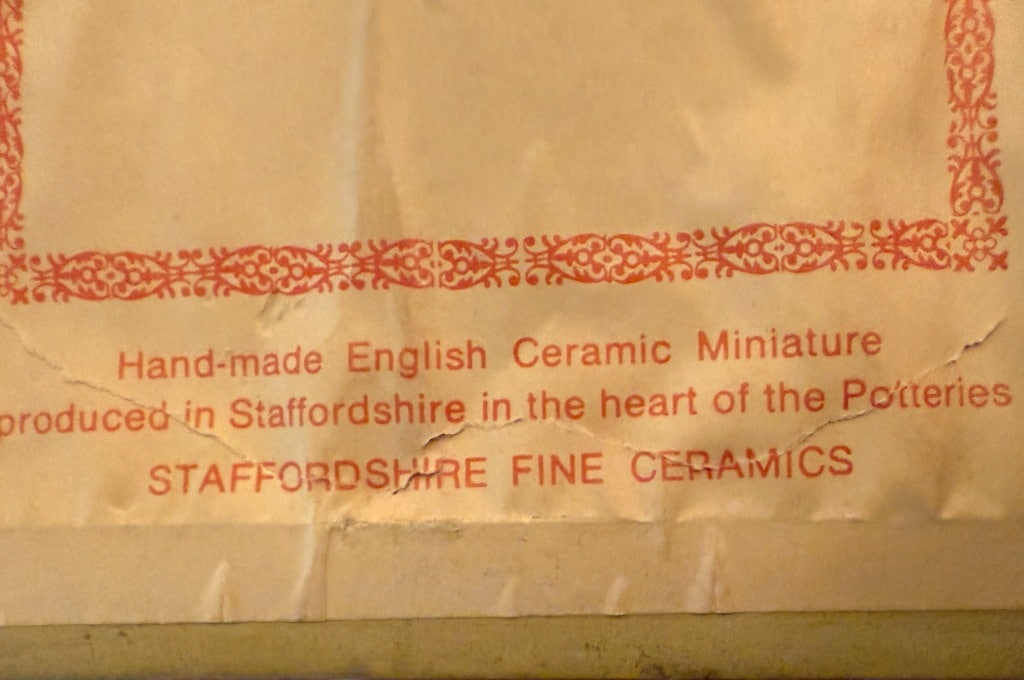 Hand-made English Ceramic Miniature
produced in Staffordshire in the heart of the Potteries
STAFFORDSHIRE FINE CERAMICS